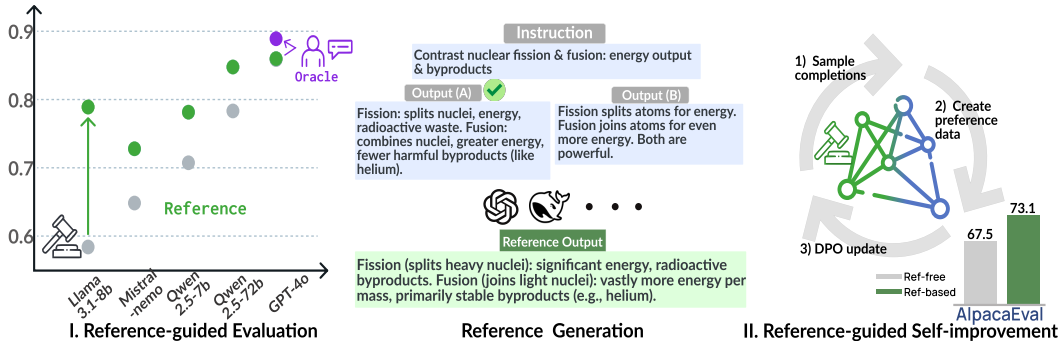 0.9
0.8
0.7
0.6
Oracle
Reference
Llama
3.1-8b
Mistral
-nemo
Qwen
2.5-7b
Qwen
2.5-72b
GPT-4o
I. Reference-guided Evaluation
Instruction
Contrast nuclear fission & fusion: energy output
& byproducts
Output (A)
Fission: splits nuclei, energy,
radioactive waste. Fusion:
combines nuclei, greater energy,
fewer harmful byproducts (like
helium).
Output (B)
Fission splits atoms for energy.
Fusion joins atoms for even
more energy. Both are
powerful.
Reference Output
Fission (splits heavy nuclei): significant energy, radioactive
byproducts. Fusion (joins light nuclei): vastly more energy per
mass, primarily stable byproducts (e.g., helium).
Reference Generation
1) Sample
completions
2) Create
preference
data
3) DPO update
67.5
73.1
Ref-free
Ref-based
AlpacaEval
II. Reference-guided Self-improvement